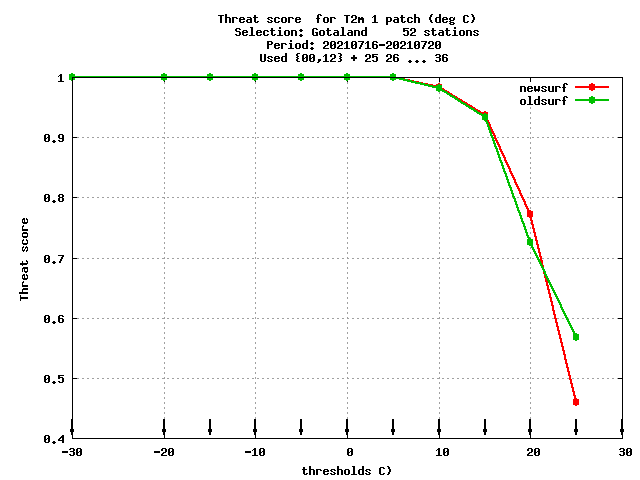 Threat score  for T2m 1 patch (deg C)
Selection: Gotaland     52 stations
Period: 20210716-20210720
Used {00,12} + 25 26 ... 36
newsurf
oldsurf
1
0.9
0.8
0.7
0.6
0.5
0.4
Threat score
-30 -20 -10 0 10 20 30
thresholds C)